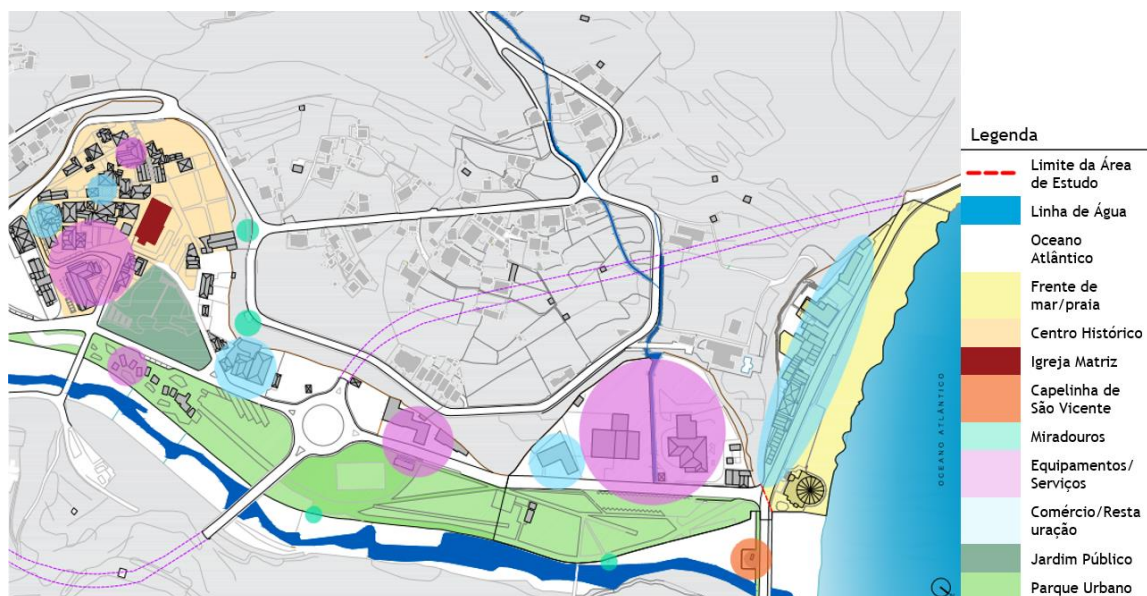 Legenda
Limite da Área
de Estudo
Linha de Água
Oceano
Atlântico
Frente de
mar/praia
Centro Histórico
Igreja Matriz
Capelinha de
São Vicente
Miradouros
Equipamentos/
Serviços
Comércio/Resta
uração
Jardim Público
Parque Urbano
OCEANO ATLÂNTICO